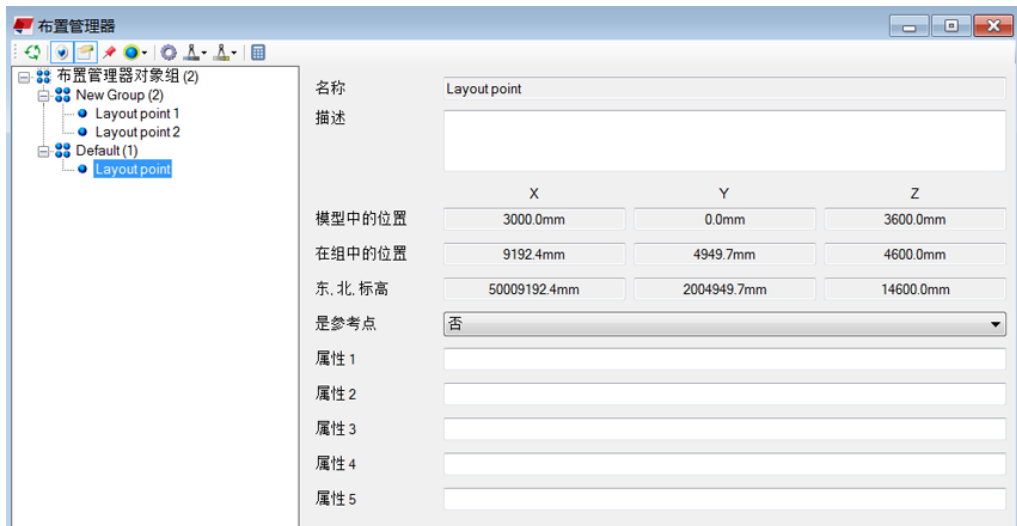 布置管理器
布置管理器对象组 (2)
New Group (2)
Layout point 1
Layout point 2
Default (1)
Layout point
名称 Layout point
描述
X Y Z
模型中的位置 3000.0mm 0.0mm 3600.0mm
在组中的位置 9192.4mm 4949.7mm 4600.0mm
东, 北, 标高 50009192.4mm 2004949.7mm 14600.0mm
是参考点 否
属性 1
属性 2
属性 3
属性 4
属性 5